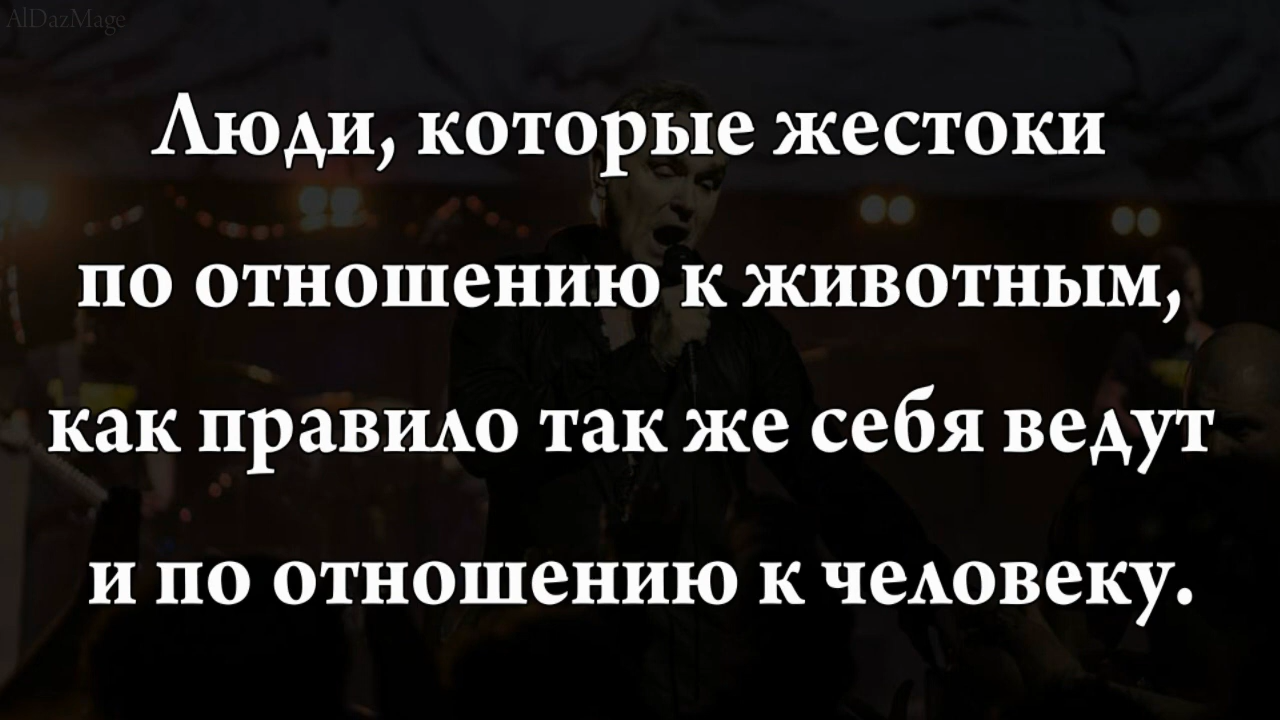 AlDazMage
Люди, которые жестоки
по отношению к животным,
как правило так же себя ведут
и по отношению к человеку.